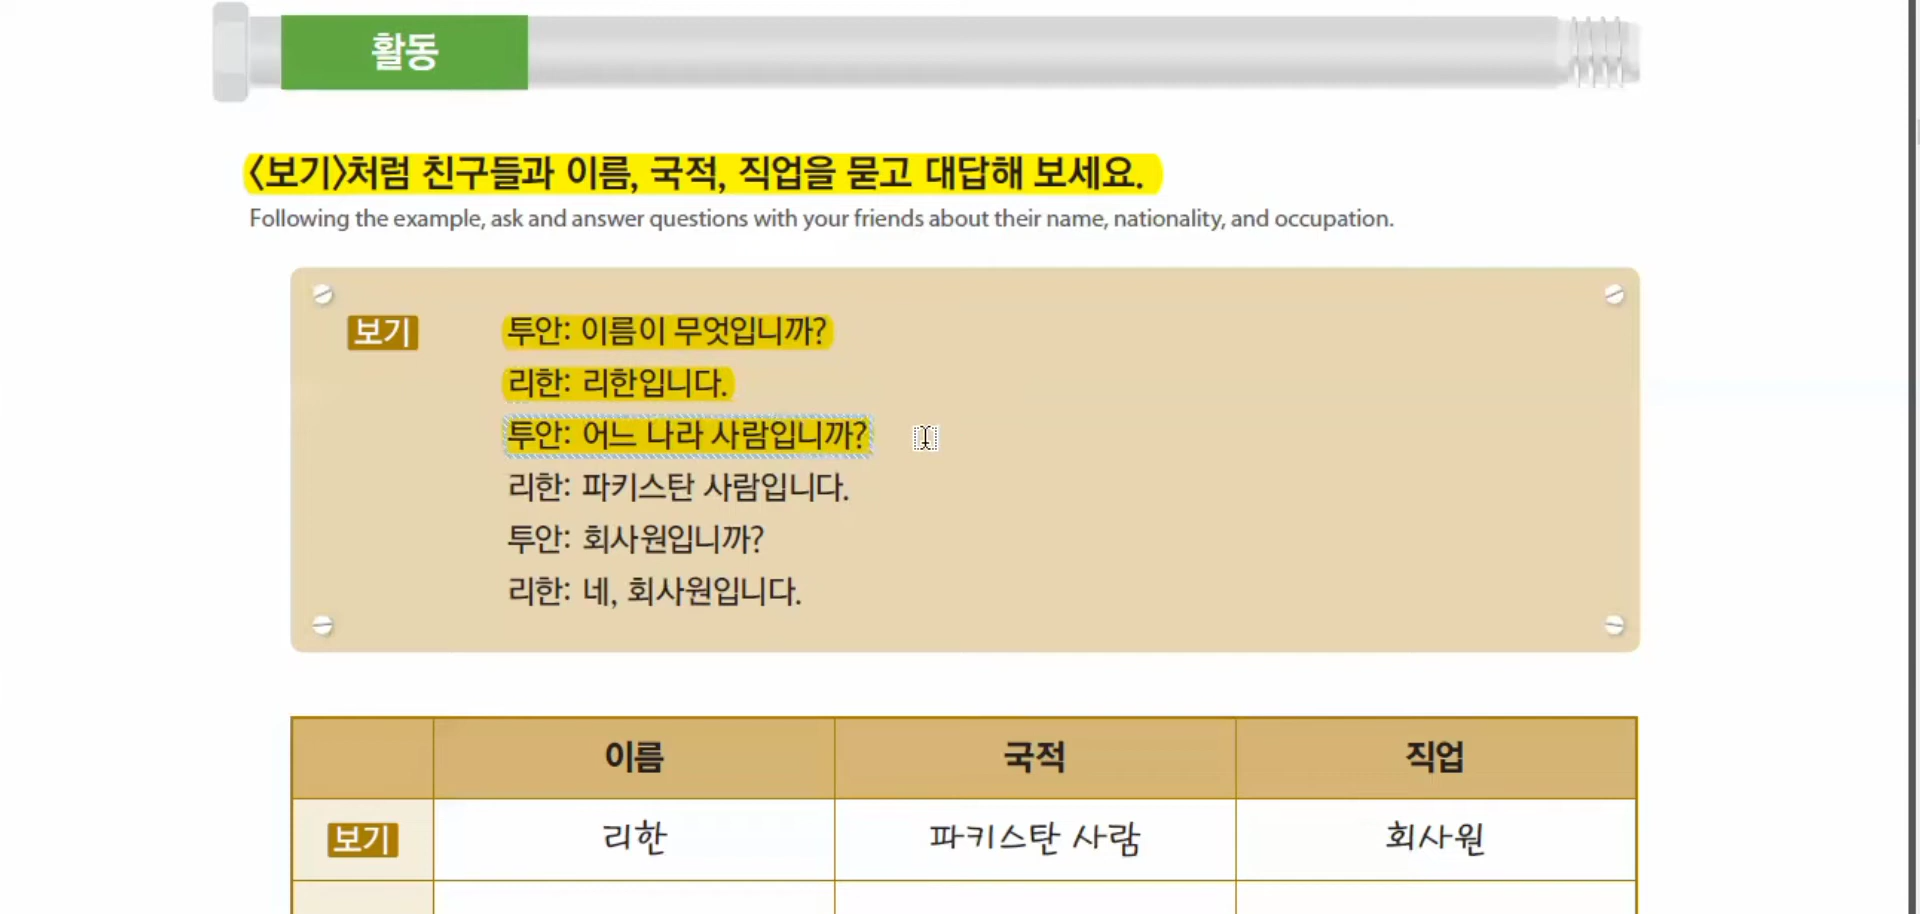 활동
<보기>처럼 친구들과 이름, 국적, 직업을 묻고 대답해 보세요.
Following the example, ask and answer questions with your friends about their name, nationality, and occupation.
보기
투안: 이름이 무엇입니까?
리한: 리한입니다.
투안: 어느 나라 사람입니까?
리한: 파키스탄 사람입니다.
투안: 회사원입니까?
리한: 네, 회사원입니다.
이름 국적 직업
보기 리한 파키스탄 사람 회사원